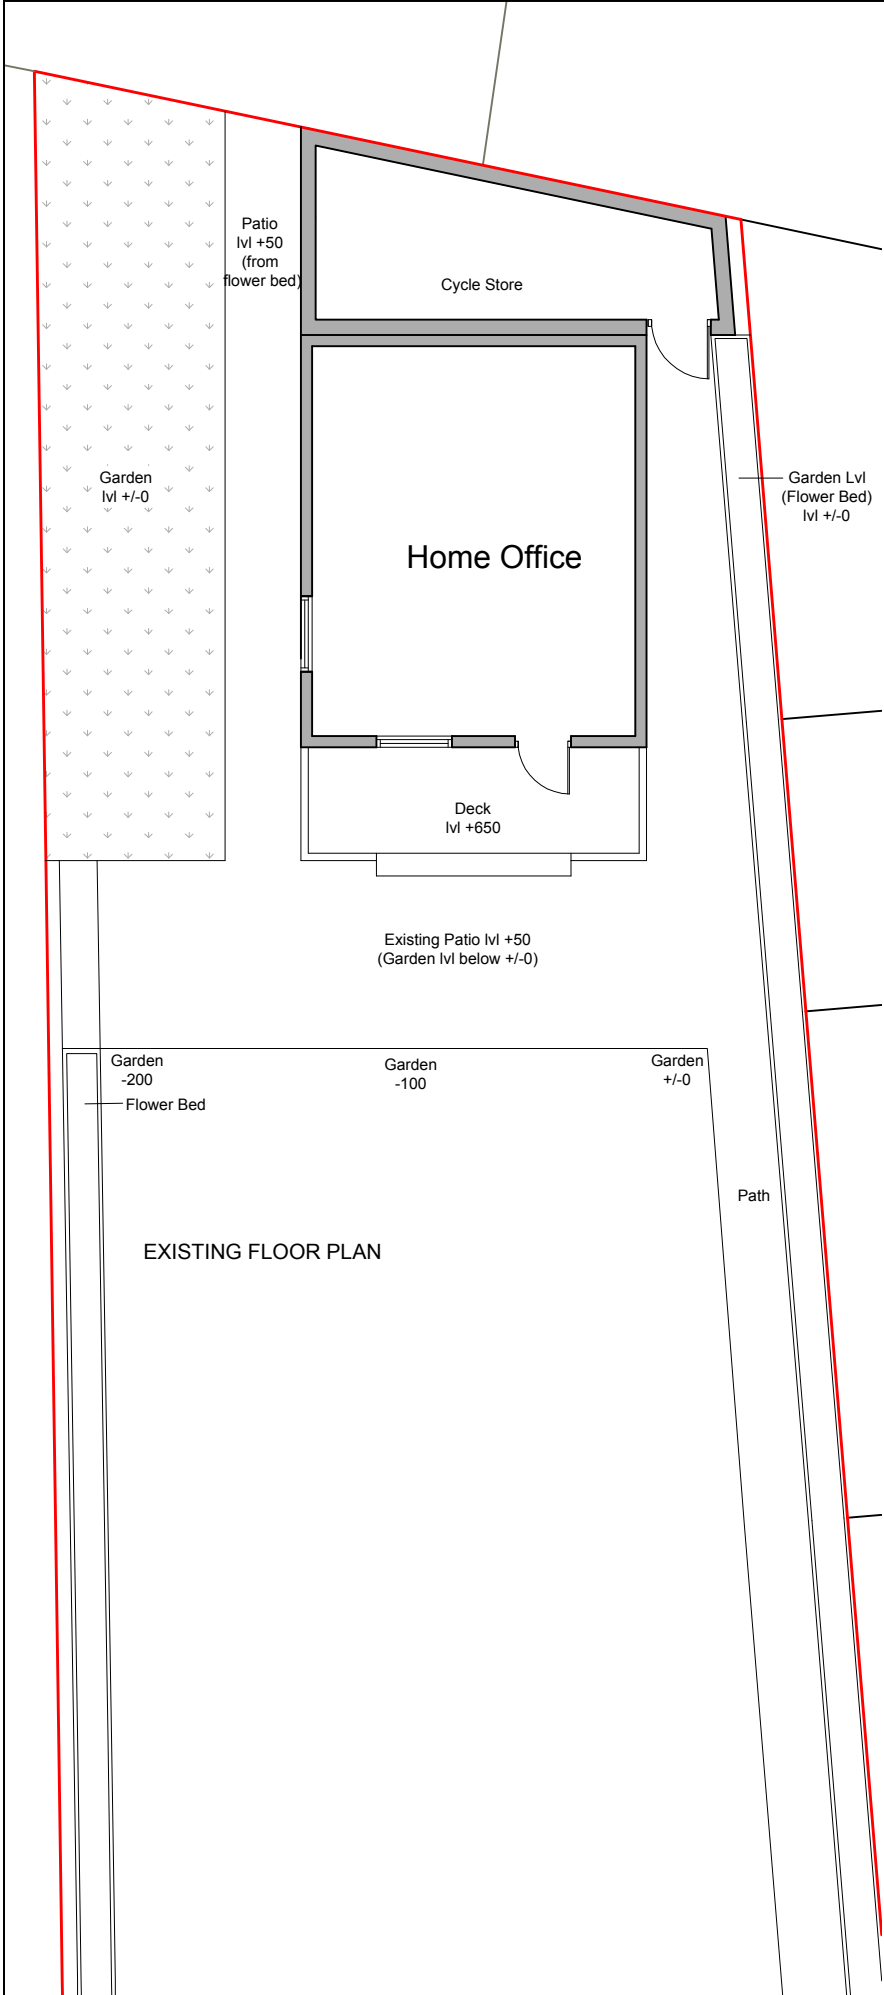 Patio
lvl +50
(from
flower bed)
Cycle Store
Garden
lvl +/-0
Garden Lvl
(Flower Bed)
lvl +/-0
Home Office
Deck
lvl +650
Existing Patio lvl +50
(Garden lvl below +/-0)
Garden
-200
Garden
-100
Garden
+/-0
Flower Bed
Path
EXISTING FLOOR PLAN